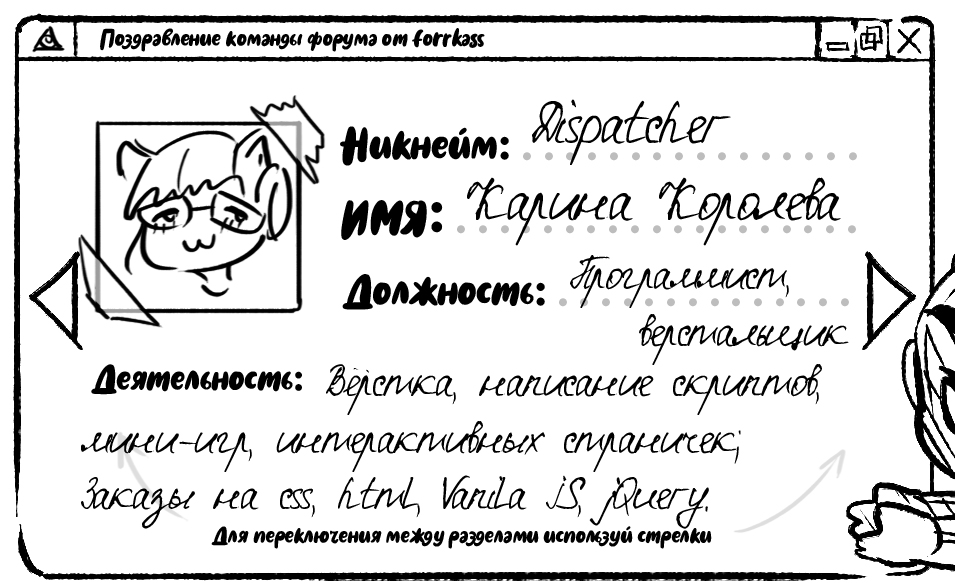 Поздравление команды форума от forrkass
Никнейм: Dispatcher
ИМЯ: Карина Королева
Должность: Программист,
верстальщик
Деятельность: Вёрстка, написание скриптов,
мини-игр, интерактивных страничек;
Заказы на css, html, Vanila JS, jQuery.
Для переключения между разделами используй стрелки